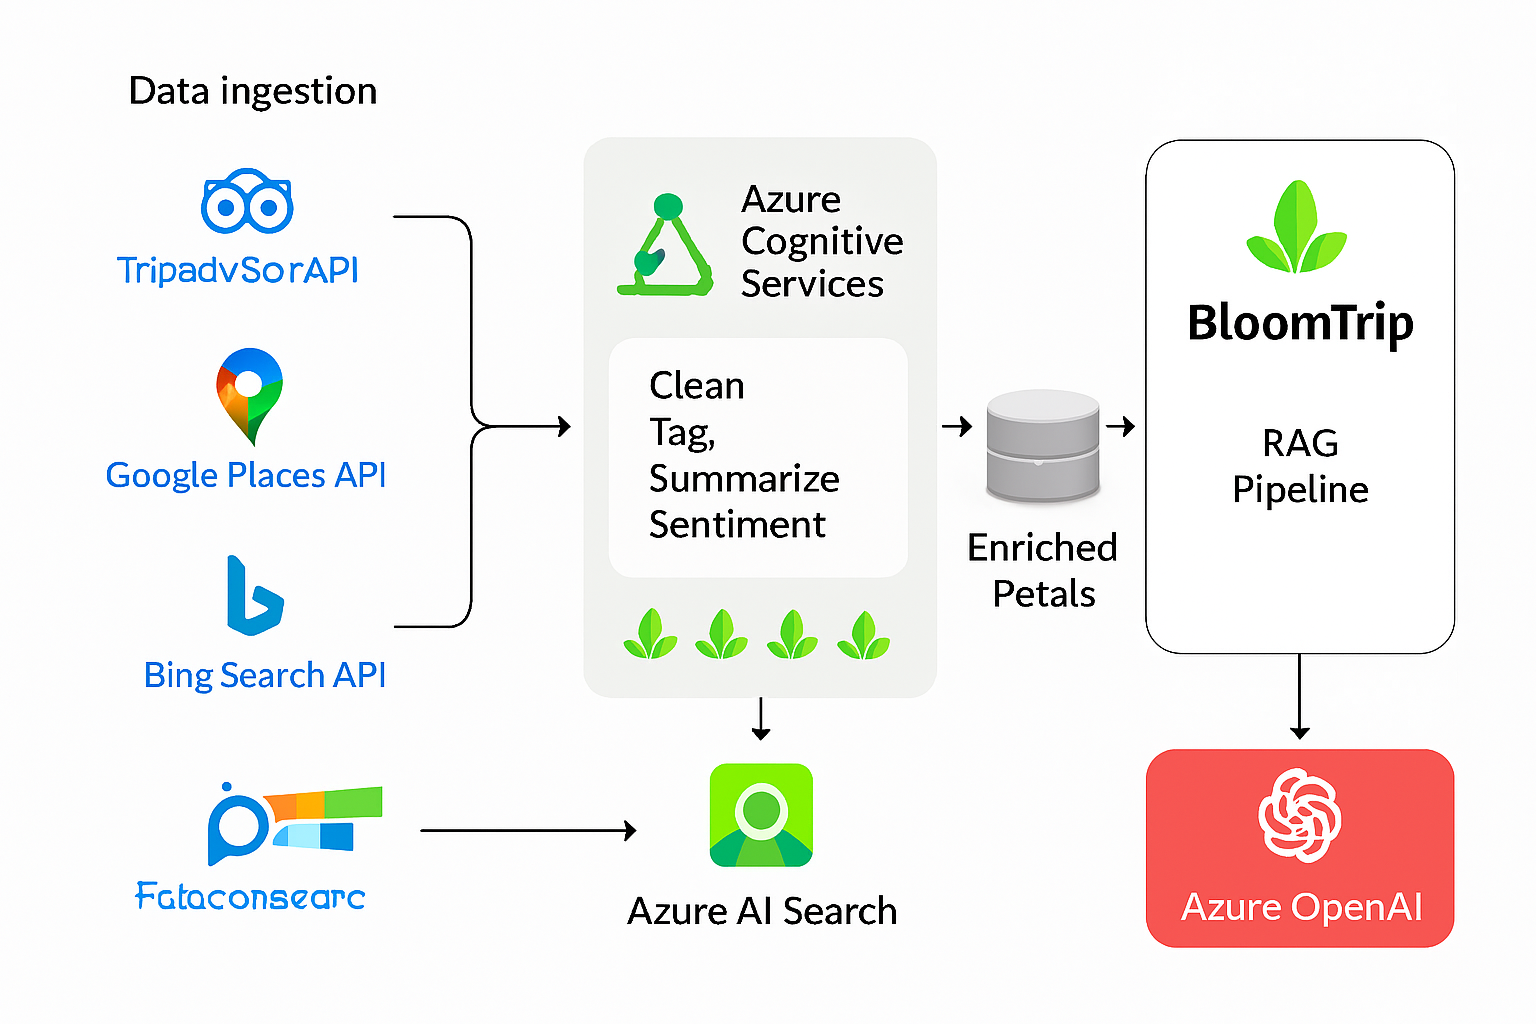 Data ingestion
TripadvSorAPI
Google Places API
Bing Search API
Fataconsearc
Azure
Cognitive
Services
Clean
Tag,
Summarize
Sentiment
Azure AI Search
Enriched
Petals
BloomTrip
RAG
Pipeline
Azure OpenAI